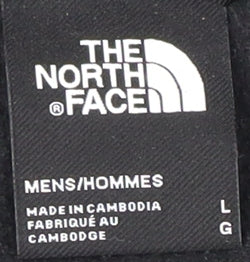 THE
NORTH
® FACE
MENS/HOMMES
MADE IN CAMBODIA L
FABRIQUÉ AU G
CAMBODGE